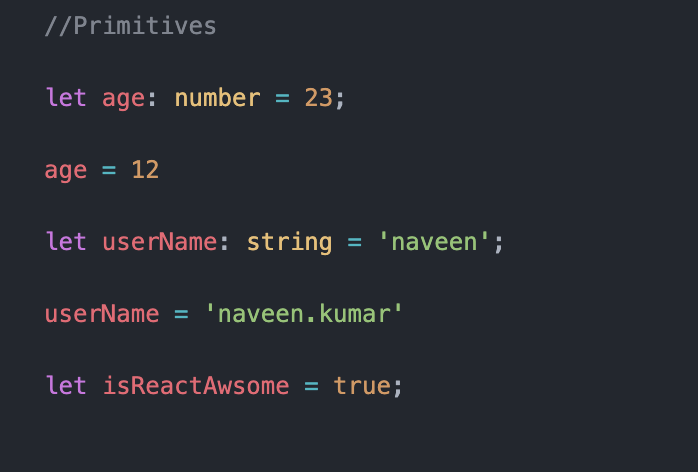 //Primitives
let age: number = 23;
age = 12
let userName: string = 'naveen';
userName = 'naveen.kumar'
let isReactAwsome = true;